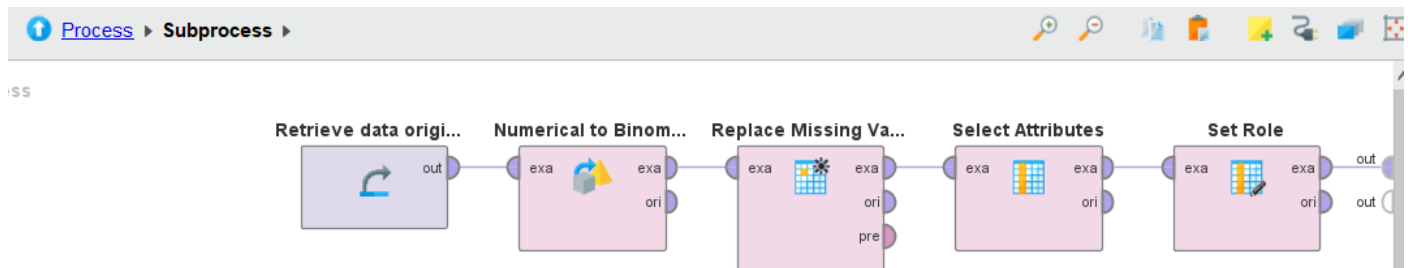 Process ▸ Subprocess ▸
ess
Retrieve data origi... Numerical to Binom... Replace Missing Va... Select Attributes Set Role
out exa exa exa exa exa exa exa exa out
ori ori ori ori out
pre